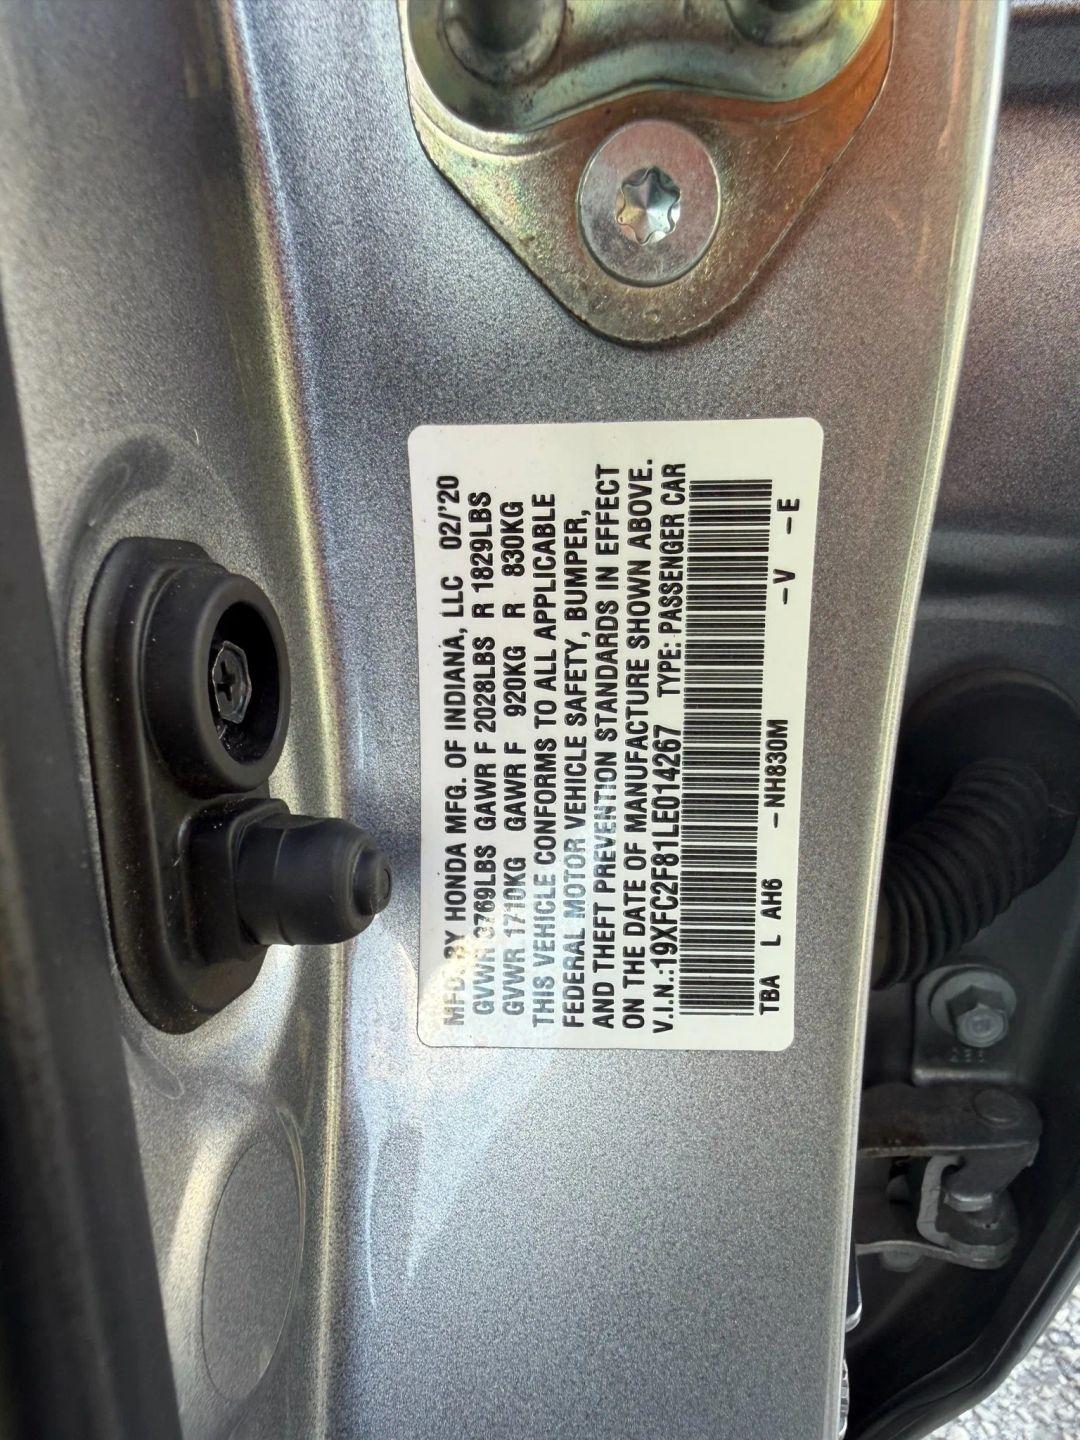 MFD. BY HONDA MFG. OF INDIANA, LLC 02/'20
GVWR 3769LBS GAWR F 2028LBS R 1829LBS
GVWR 1710KG GAWR F 920KG R 830KG
THIS VEHICLE CONFORMS TO ALL APPLICABLE
FEDERAL MOTOR VEHICLE SAFETY, BUMPER,
AND THEFT PREVENTION STANDARDS IN EFFECT
ON THE DATE OF MANUFACTURE SHOWN ABOVE.
V.I.N.:19XFC2F81LE014267 TYPE: PASSENGER CAR
TBA L AH6 -NH830M -V -E